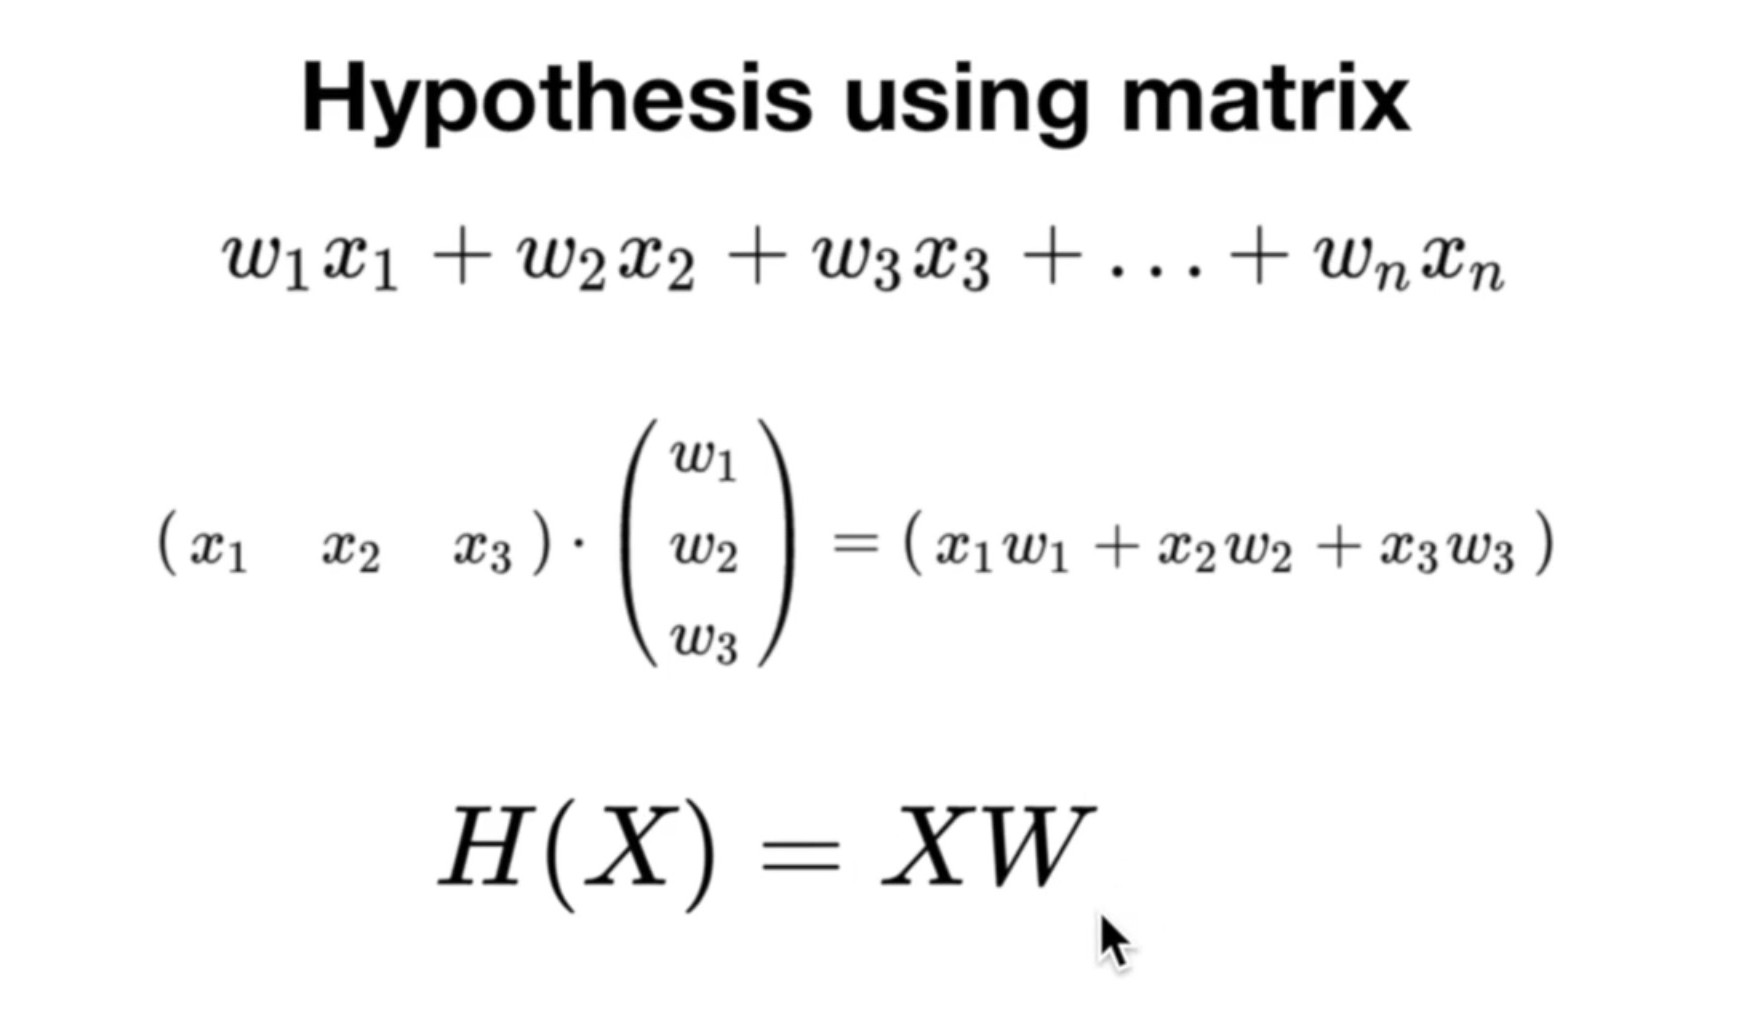 Hypothesis using matrix
w₁x₁ + w₂x₂ + w₃x₃ + ... + wₙxₙ
( x₁ x₂ x₃ ) · ( w₁ w₂ w₃ ) = ( x₁w₁ + x₂w₂ + x₃w₃ )
H(X) = XW